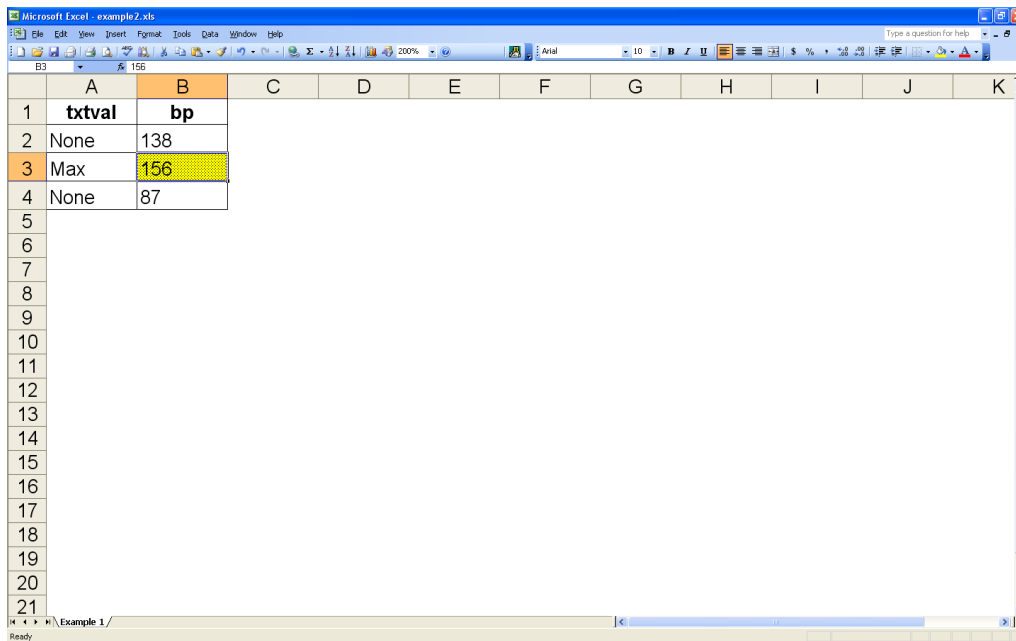 Microsoft Excel - example2.xls
File Edit View Insert Format Tools Data Window Help Type a question for help
200% Arial 10 B I U $ % ,
B3 fx 156
A B C D E F G H I J K
1 txtval bp
2 None 138
3 Max 156
4 None 87
5
6
7
8
9
10
11
12
13
14
15
16
17
18
19
20
21
Example 1
Ready